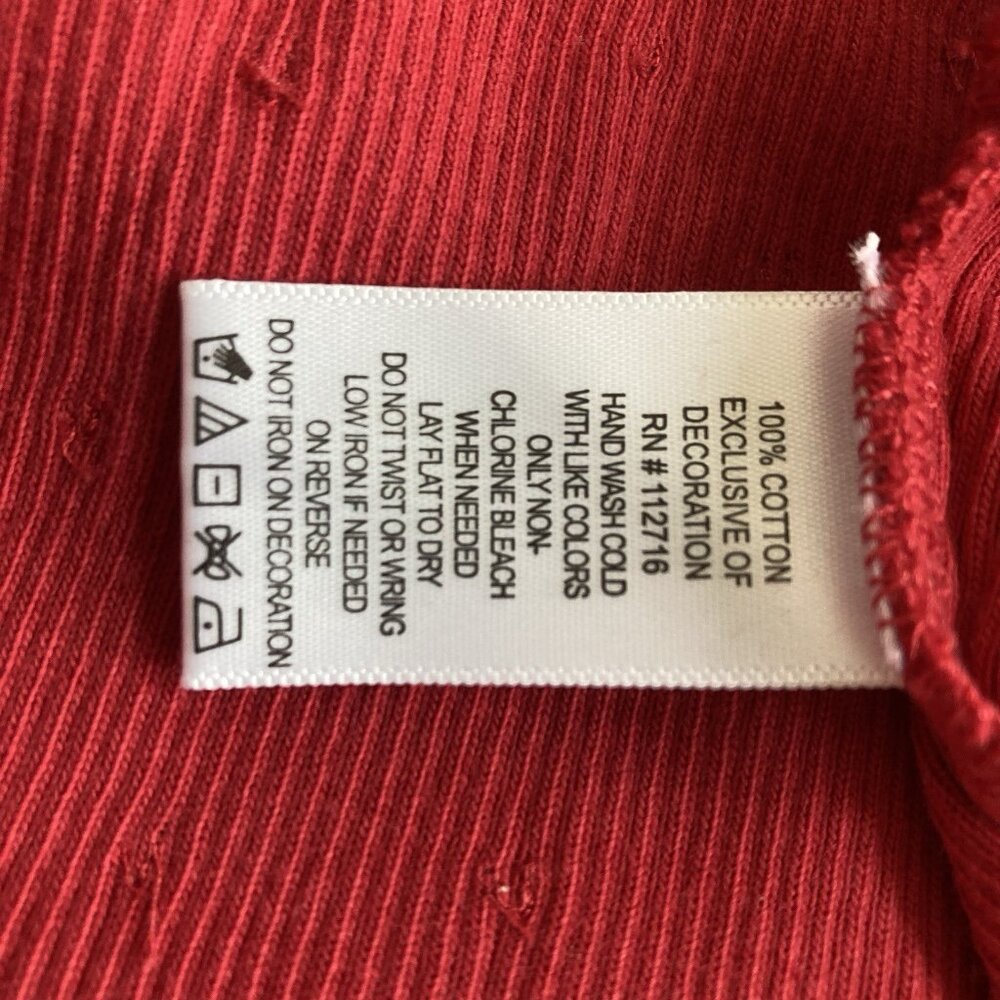 100% COTTON
EXCLUSIVE OF
DECORATION
RN # 112716
HAND WASH COLD
WITH LIKE COLORS
ONLY NON-
CHLORINE BLEACH
WHEN NEEDED
LAY FLAT TO DRY
DO NOT TWIST OR WRING
LOW IRON IF NEEDED
ON REVERSE
DO NOT IRON ON DECORATION